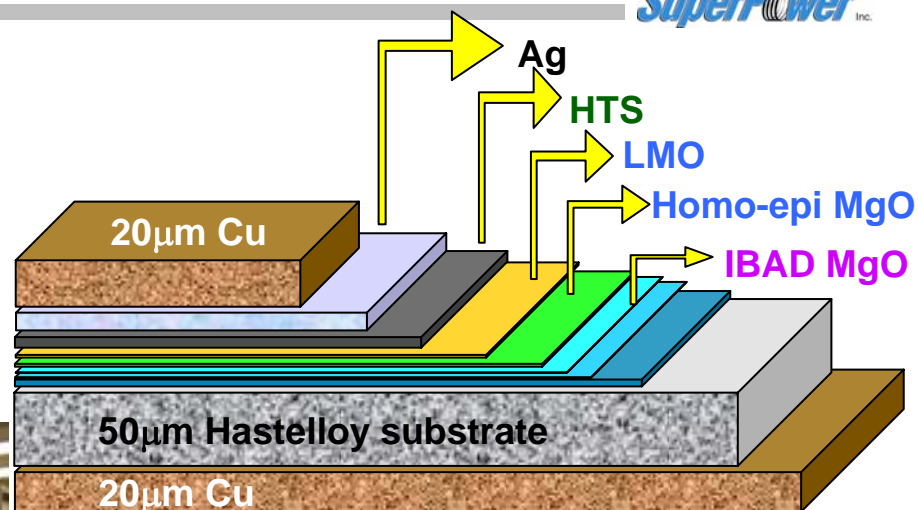 SuperPower Inc.
Ag
HTS
LMO
Homo-epi MgO
IBAD MgO
20μm Cu
50μm Hastelloy substrate
20μm Cu